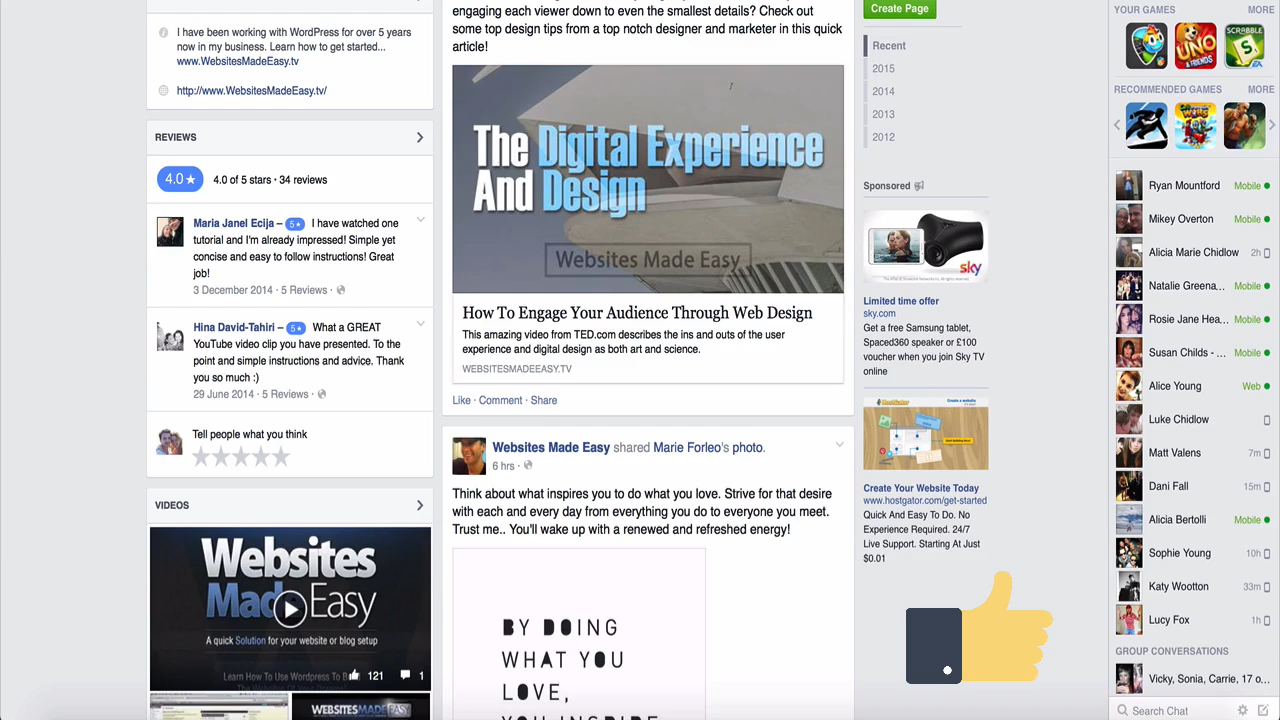 I have been working with WordPress for over 5 years
now in my business. Learn how to get started...
www.WebsitesMadeEasy.tv
http://www.WebsitesMadeEasy.tv/
REVIEWS
4.0★
4.0 of 5 stars · 34 reviews
Maria Janel Ecija – 5★ I have watched one
tutorial and I'm already impressed! Simple yet
concise and easy to follow instructions! Great
job!
3 December 2014 · 5 Reviews ·
Hina David-Tahiri – 5★ What a GREAT
YouTube video clip you have presented. To the
point and simple instructions and advice. Thank
you so much :)
29 June 2014 · 5 Reviews ·
Tell people what you think
VIDEOS
Websites
Made Easy
A quick Solution for your website or blog setup
Learn How To Use Wordpress To B
121
1
WEBSITESMADEEASY
engaging each viewer down to even the smallest details? Check out
some top design tips from a top notch designer and marketer in this quick
article!
The Digital Experience
And Design
Websites Made Easy
How To Engage Your Audience Through Web Design
This amazing video from TED.com describes the ins and outs of the user
experience and digital design as both art and science.
WEBSITESMADEEASY.TV
Like · Comment · Share
Websites Made Easy shared Marie Forleo's photo.
6 hrs ·
Think about what inspires you to do what you love. Strive for that desire
with each and every day from everything you do to everyone you meet.
Trust me.. You'll wake up with a renewed and refreshed energy!
BY DOING
WHAT YOU
LOVE,
YOU INSPIRE
Create Page
Recent
2015
2014
2013
2012
Sponsored
sky
Limited time offer
sky.com
Get a free Samsung tablet,
Spaced360 speaker or £100
voucher when you join Sky TV
online
HostGator
Create a website
Create Your Website Today
www.hostgator.com/get-started
Quick And Easy To Do. No
Experience Required. 24/7
Live Support. Starting At Just
$0.01
YOUR GAMES MORE
UNO
& FRIENDS
SCRABBLE
S
EA
RECOMMENDED GAMES MORE
Ryan Mountford Mobile
Mikey Overton Mobile
Alicia Marie Chidlow 2h
Natalie Greena... Mobile
Rosie Jane Hea... Mobile
Susan Childs - ... Mobile
Alice Young Web
Luke Chidlow
Matt Valens 7m
Dani Fall 15m
Alicia Bertolli Mobile
Sophie Young 10h
Katy Wootton 33m
Lucy Fox 1h
GROUP CONVERSATIONS
Vicky, Sonia, Carrie, 17 o...
Search Chat